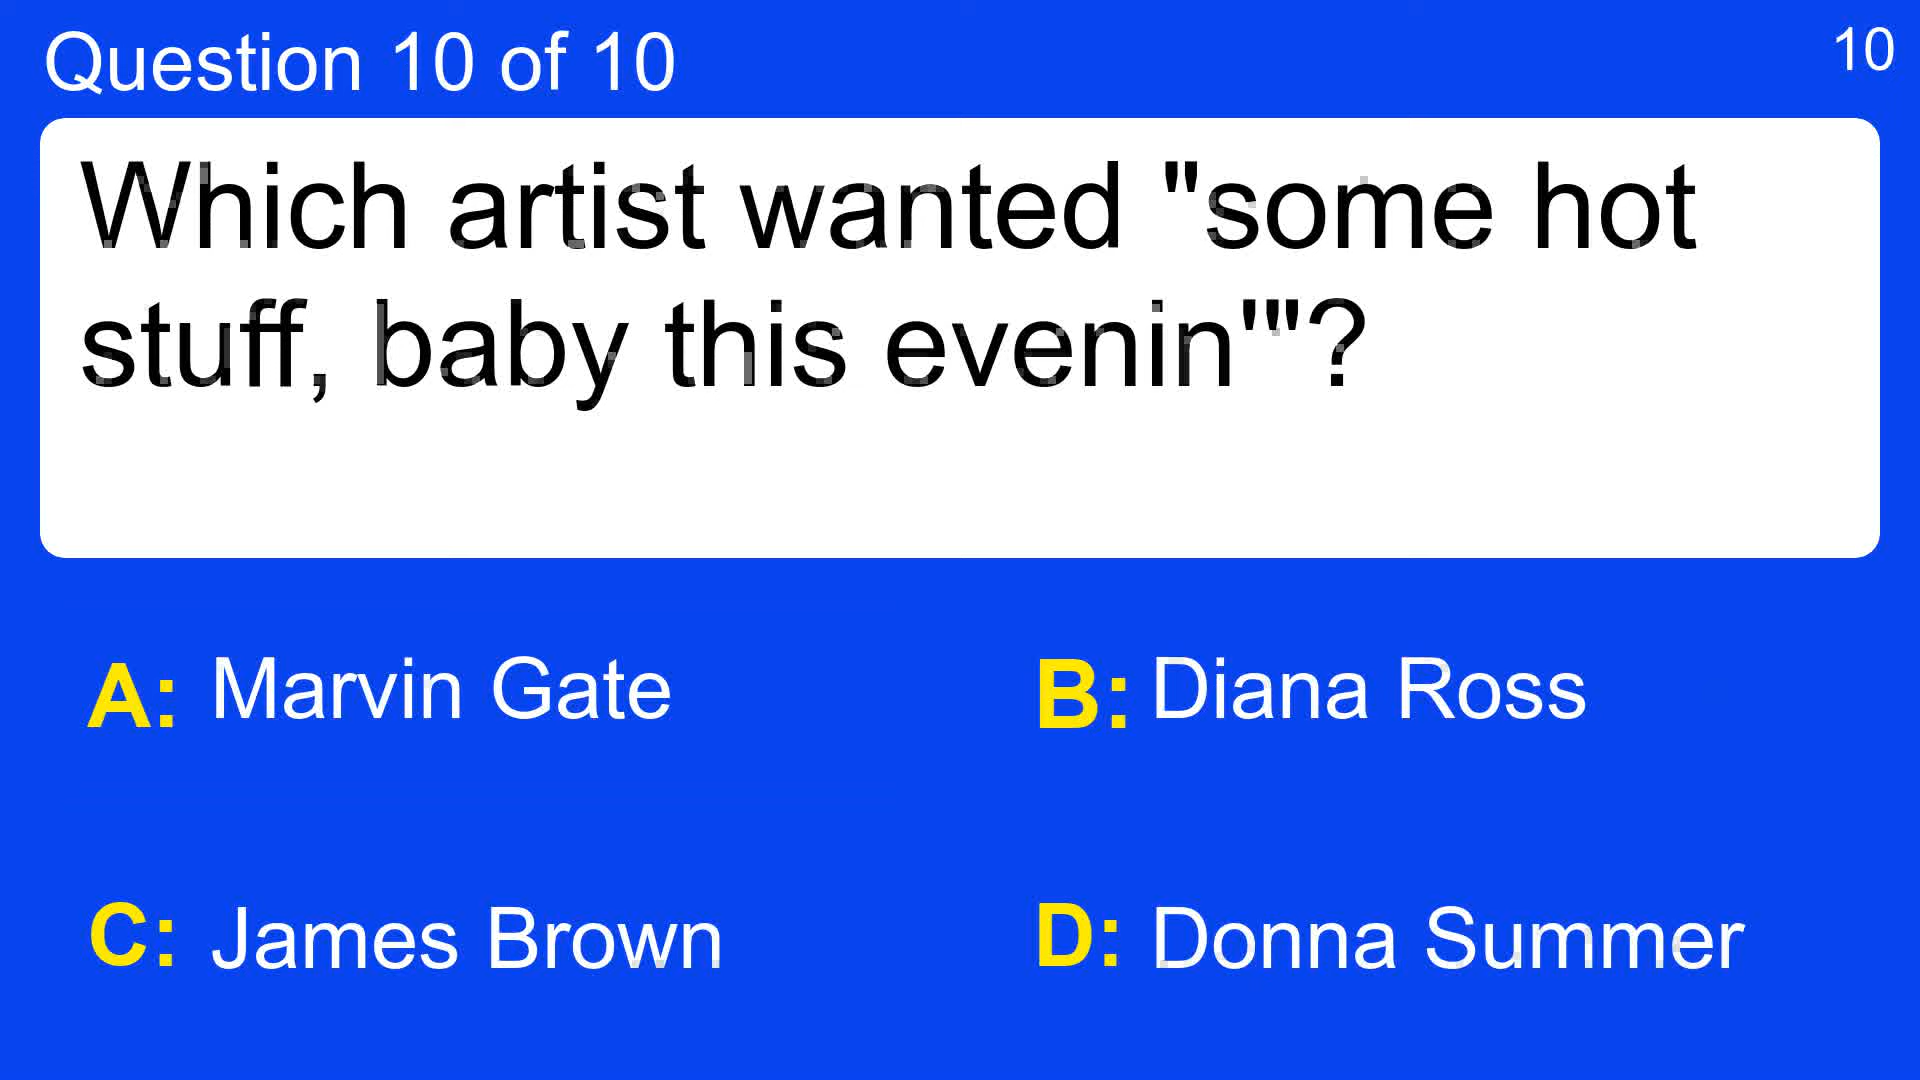 Question 10 of 10
10
Which artist wanted "some hot
stuff, baby this evenin'"?
A: Marvin Gate
B: Diana Ross
C: James Brown
D: Donna Summer